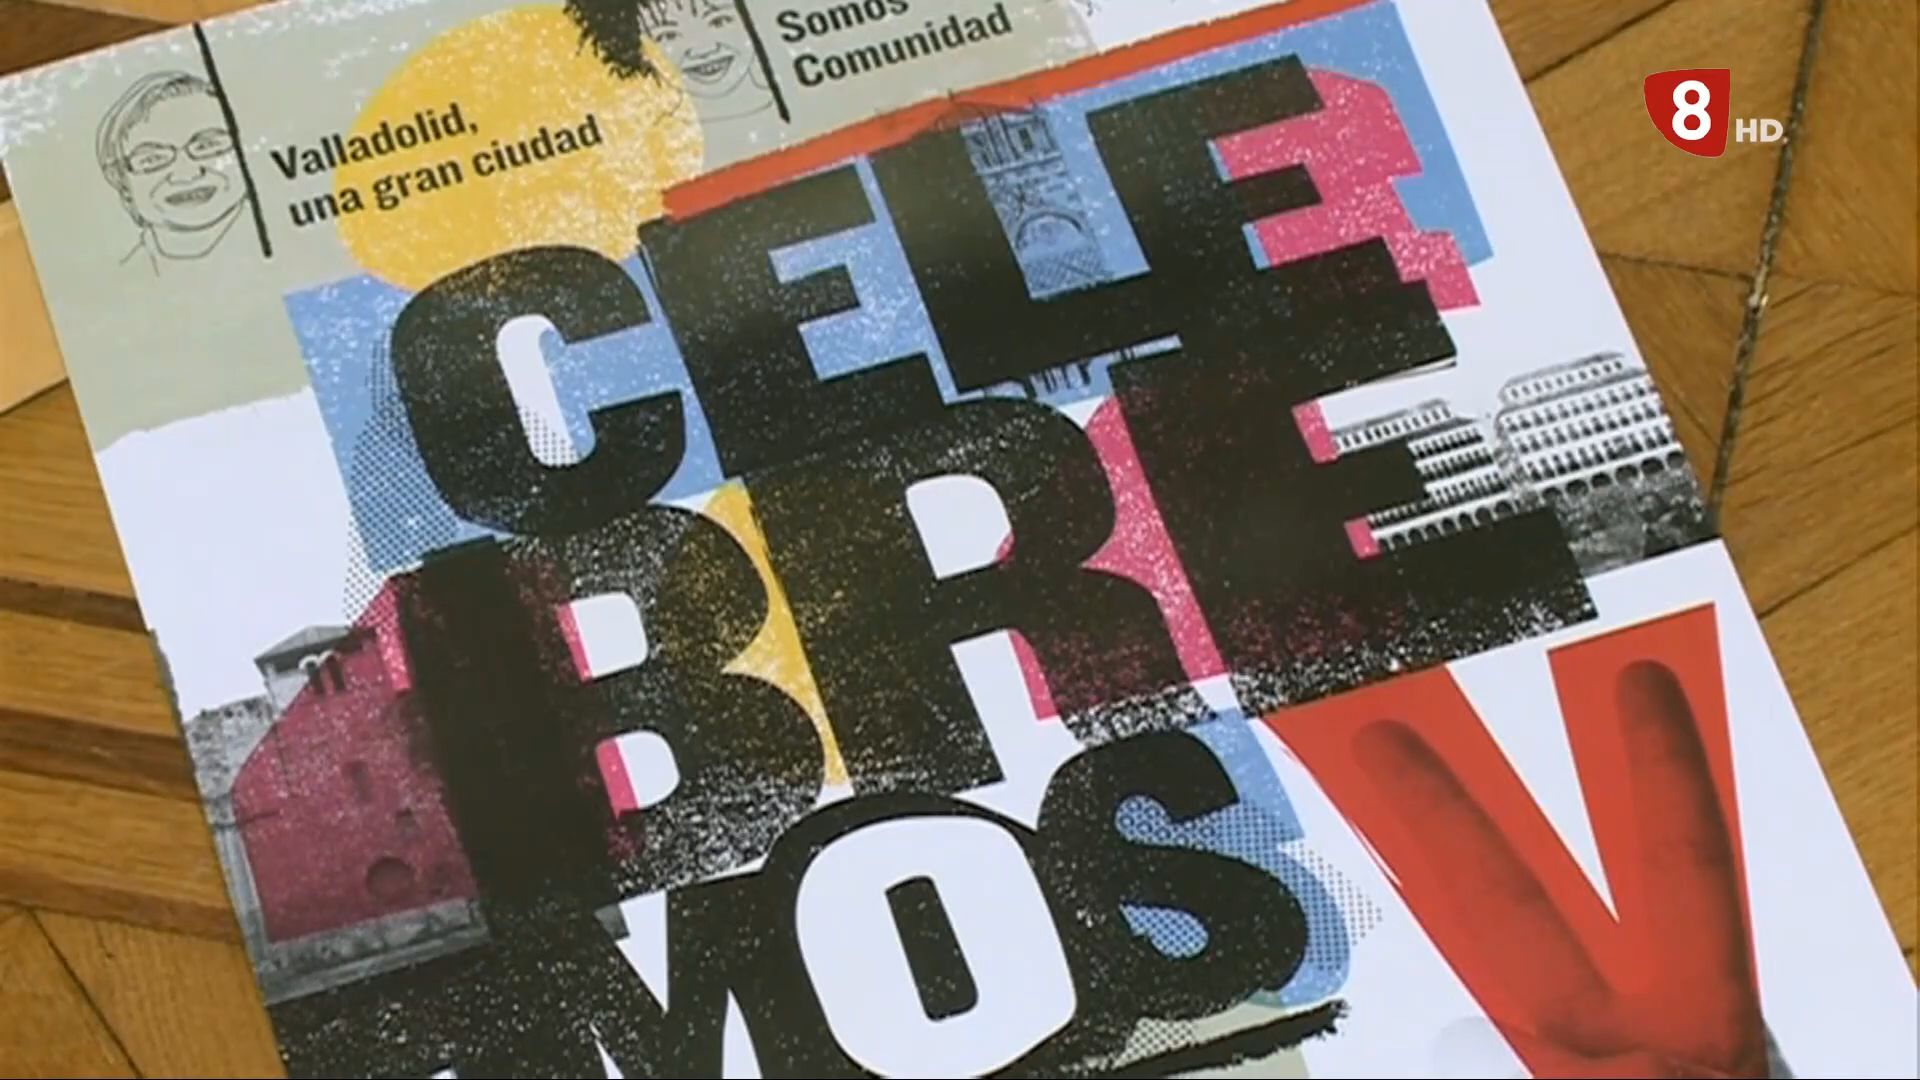 Valladolid,
una gran ciudad
Somos
Comunidad
CELE
BRE
MOS
V
8 HD